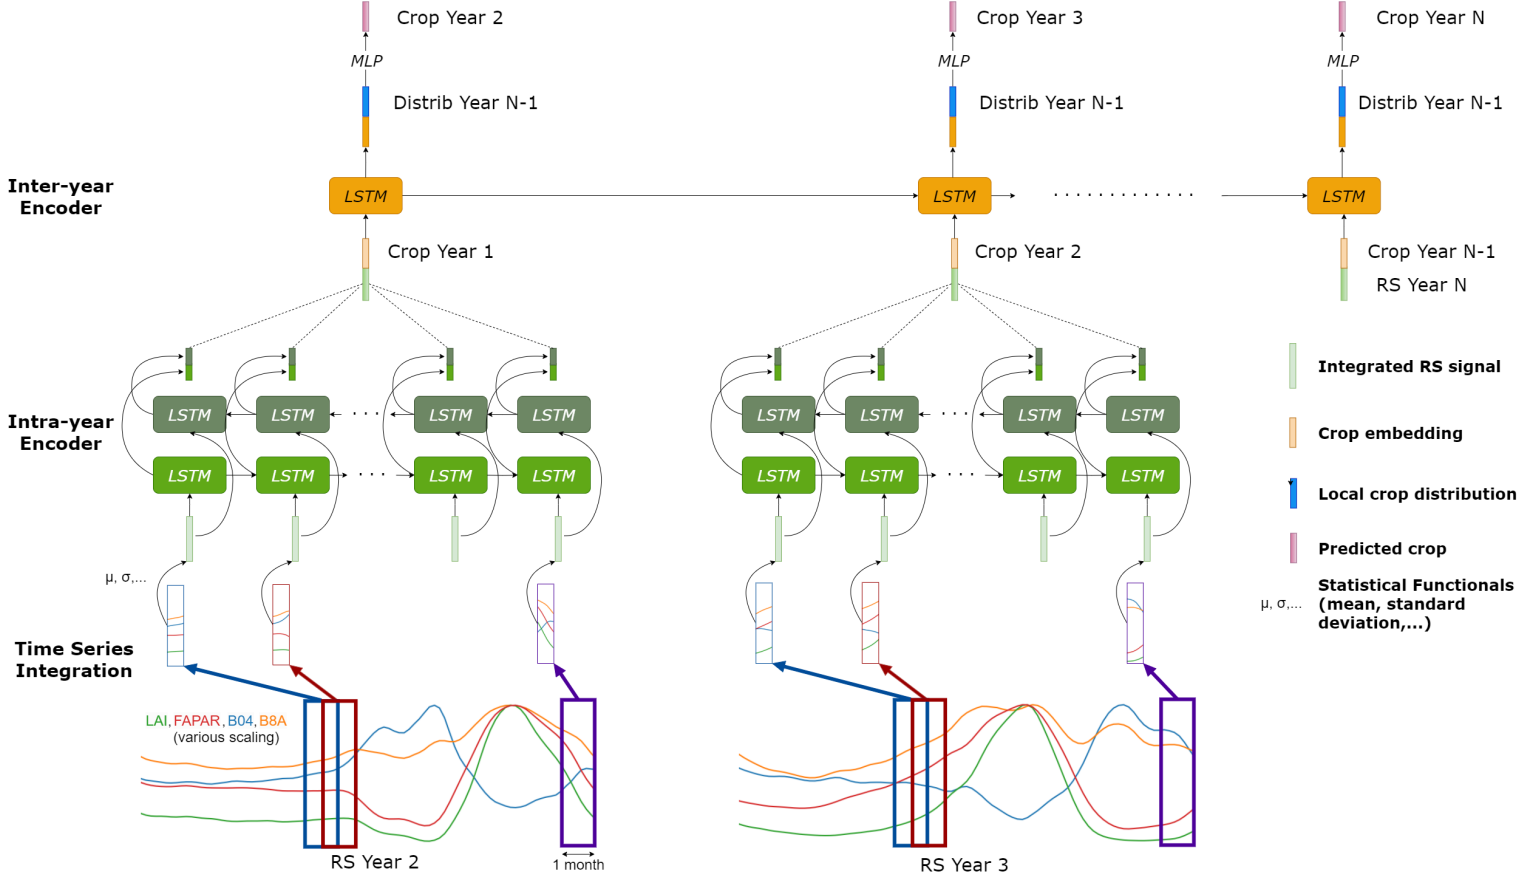 Crop Year 2
Crop Year 3
Crop Year N
MLP
MLP
MLP
Distrib Year N-1
Distrib Year N-1
Distrib Year N-1
Inter-year
Encoder
LSTM
LSTM
. . . . . . . . . . . . .
LSTM
Crop Year 1
Crop Year 2
Crop Year N-1
RS Year N
Intra-year
Encoder
LSTM
LSTM
. . .
LSTM
LSTM
LSTM
LSTM
. . .
LSTM
LSTM
LSTM
LSTM
. . .
LSTM
LSTM
LSTM
LSTM
. . .
LSTM
LSTM
Integrated RS signal
Crop embedding
Local crop distribution
Predicted crop
μ, σ,...
Statistical Functionals
(mean, standard
deviation,...)
μ, σ,...
Time Series
Integration
LAI, FAPAR, B04, B8A
(various scaling)
RS Year 2
1 month
RS Year 3